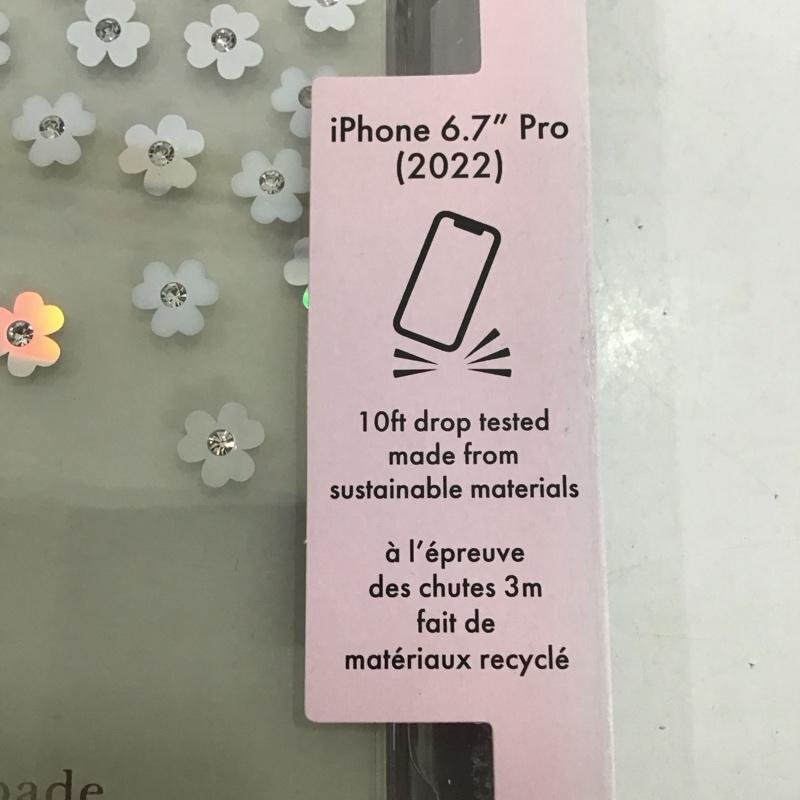 iPhone 6.7” Pro
(2022)
10ft drop tested
made from
sustainable materials
à l’épreuve
des chutes 3m
fait de
matériaux recyclé